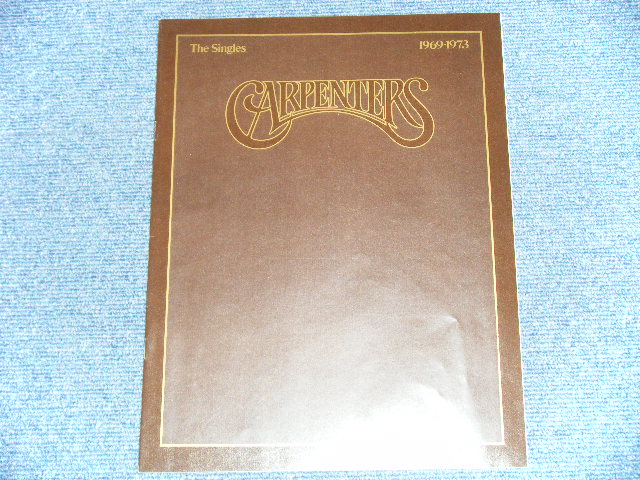 The Singles
1969-1973
CARPENTERS